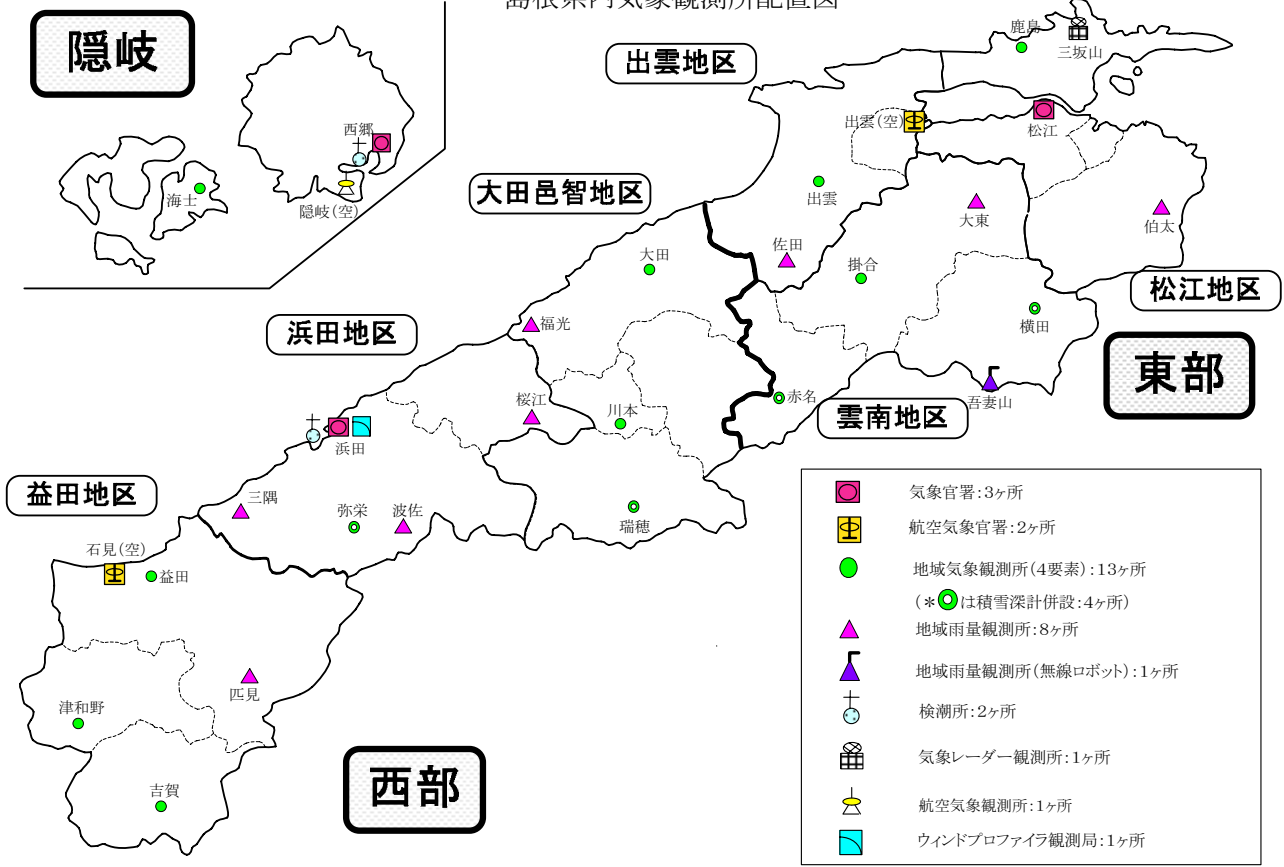 島根県内気象観測所配置図
隠岐
西郷
海士
隠岐(空)
出雲地区
鹿島
三坂山
出雲(空)
松江
出雲
大東
伯太
佐田
掛合
横田
松江地区
東部
吾妻山
赤名
雲南地区
大田邑智地区
大田
福光
桜江
川本
瑞穂
浜田地区
浜田
三隅
弥栄
波佐
益田地区
石見(空)
益田
匹見
津和野
吉賀
西部
気象官署:3ヶ所
航空気象官署:2ヶ所
地域気象観測所(4要素):13ヶ所
(*は積雪深計併設:4ヶ所)
地域雨量観測所:8ヶ所
地域雨量観測所(無線ロボット):1ヶ所
検潮所:2ヶ所
気象レーダー観測所:1ヶ所
航空気象観測所:1ヶ所
ウィンドプロファイラ観測局:1ヶ所